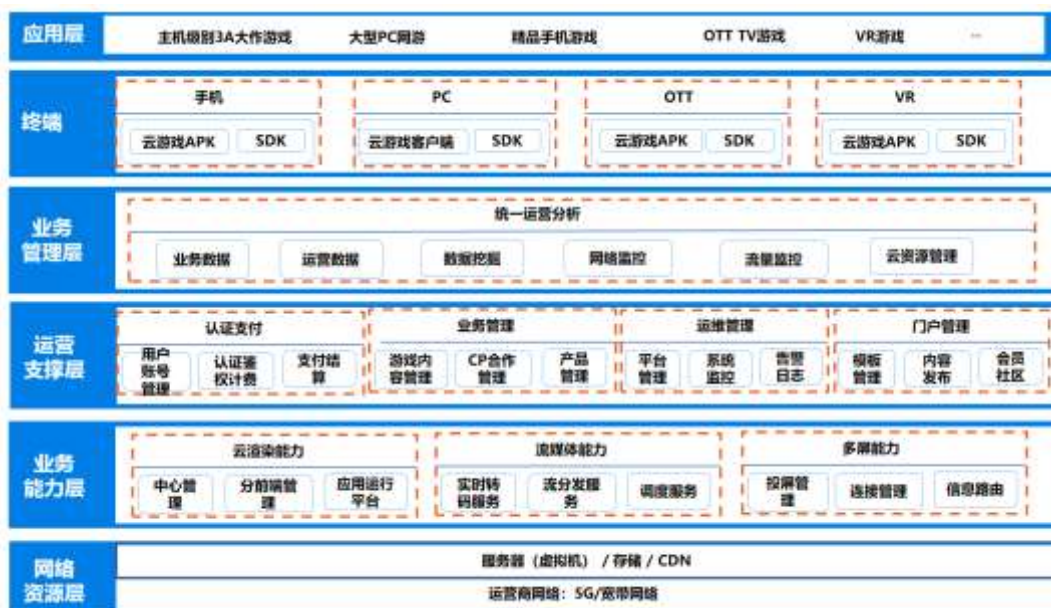 应用层
主机级别3A大作游戏 大型PC网游 精品手机游戏 OTT TV游戏 VR游戏 ...
终端
手机 PC OTT VR
云游戏APK SDK 云游戏客户端 SDK 云游戏APK SDK 云游戏APK SDK
业务
管理层
统一运营分析
业务数据 运营数据 数据挖掘 网络监控 流量监控 云资源管理
运营
支撑层
认证支付 业务管理 运维管理 门户管理
用户
账号
管理
认证鉴
权计费
支付结
算
游戏内
容管理
CP合作
管理
产品
管理
平台
管理
系统
监控
告警
日志
模板
管理
内容
发布
会员
社区
业务
能力层
云渲染能力 流媒体能力 多屏能力
中心管
理
分前端管
理
应用运行
平台
实时转
码服务
流分发服
务
调度服务
投屏管
理
连接管理
信息路由
网络
资源层
服务器（虚拟机） / 存储 / CDN
运营商网络：5G/宽带网络